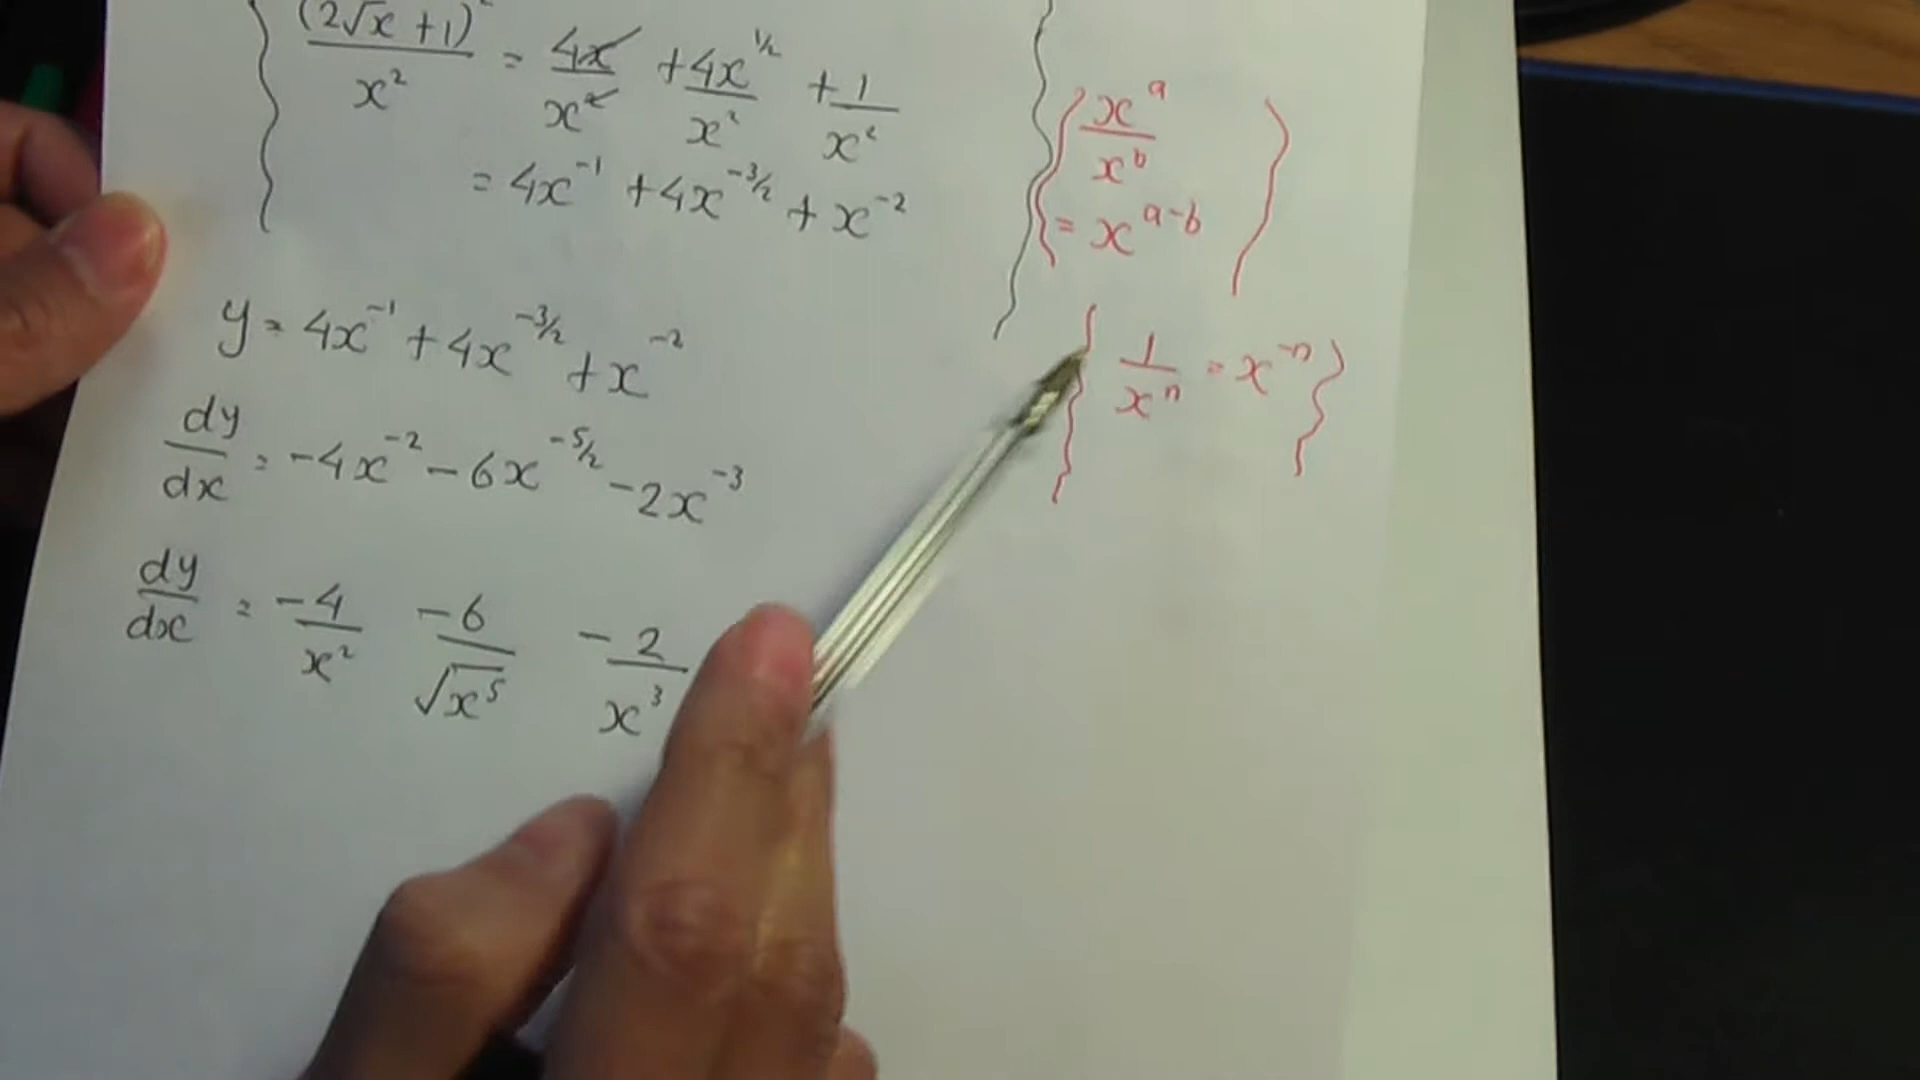 (2√x + 1)² / x² = 4x / x² + 4x^1/2 / x² + 1 / x²
= 4x^-1 + 4x^-3/2 + x^-2
y = 4x^-1 + 4x^-3/2 + x^-2
dy/dx = -4x^-2 - 6x^-5/2 - 2x^-3
dy/dx = -4/x² -6/√x⁵ -2/x³
x^a / x^b
= x^a-b
1/x^n = x^-n